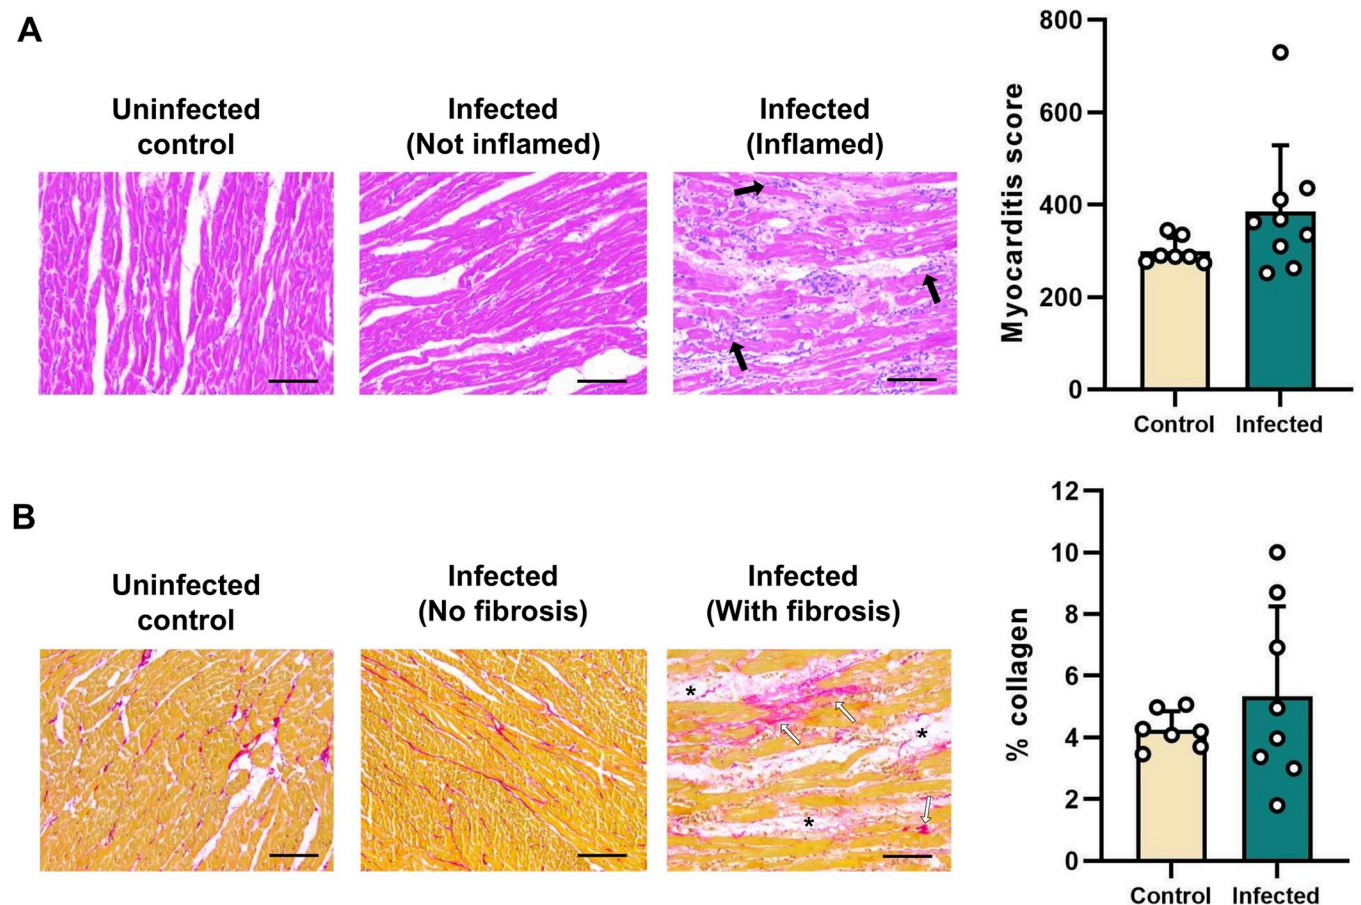 A
Uninfected
control
Infected
(Not inflamed)
Infected
(Inflamed)
Myocarditis score
800
600
400
200
0
Control
Infected
B
Uninfected
control
Infected
(No fibrosis)
Infected
(With fibrosis)
*
*
*
% collagen
12
10
8
6
4
2
0
Control
Infected